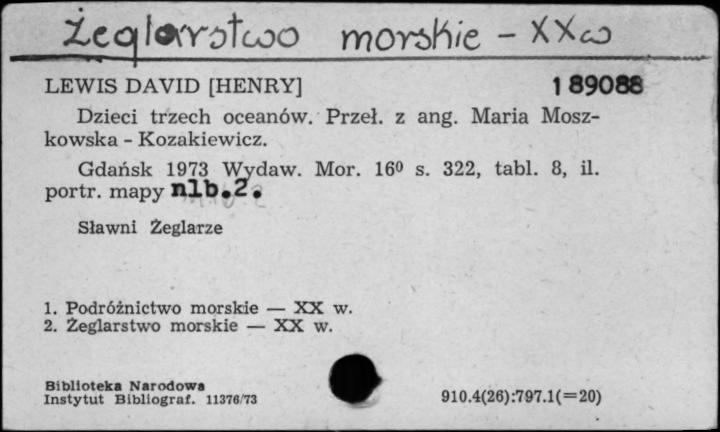 Żeglarstwo morskie - XXw
LEWIS DAVID [HENRY] 189088
Dzieci trzech oceanów. Przeł. z ang. Maria Mosz-
kowska - Kozakiewicz.
Gdańsk 1973 Wydaw. Mor. 16⁰ s. 322, tabl. 8, il.
portr. mapy nlb.2.
Sławni Żeglarze
1. Podróżnictwo morskie — XX w.
2. Żeglarstwo morskie — XX w.
Biblioteka Narodowa
Instytut Bibliograf. 11376/73 910.4(26):797.1(=20)